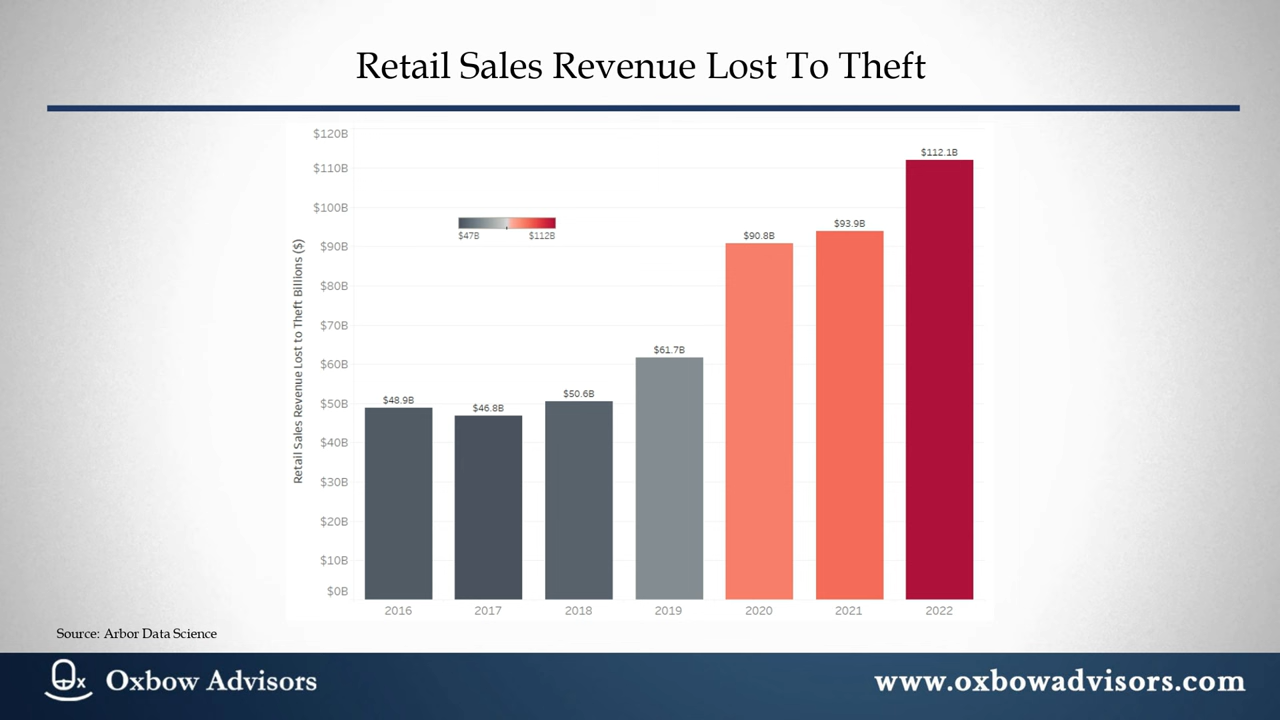 Retail Sales Revenue Lost To Theft
$120B
$110B
$100B
$90B
$80B
$70B
$60B
$50B
$40B
$30B
$20B
$10B
$0B
Retail Sales Revenue Lost to Theft Billions ($)
$47B $112B
$48.9B
$46.8B
$50.6B
$61.7B
$90.8B
$93.9B
$112.1B
2016 2017 2018 2019 2020 2021 2022
Source: Arbor Data Science
Ox Oxbow Advisors
www.oxbowadvisors.com